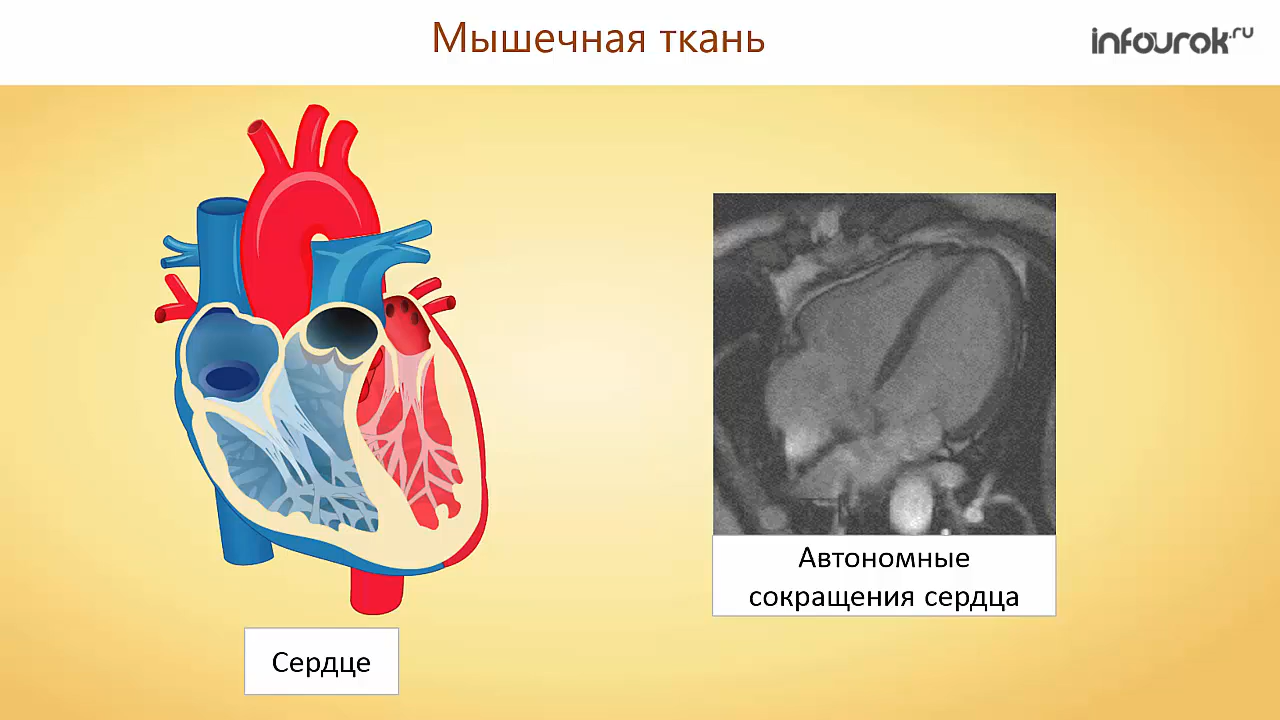 Мышечная ткань
infourok.ru
Автономные
сокращения сердца
Сердце